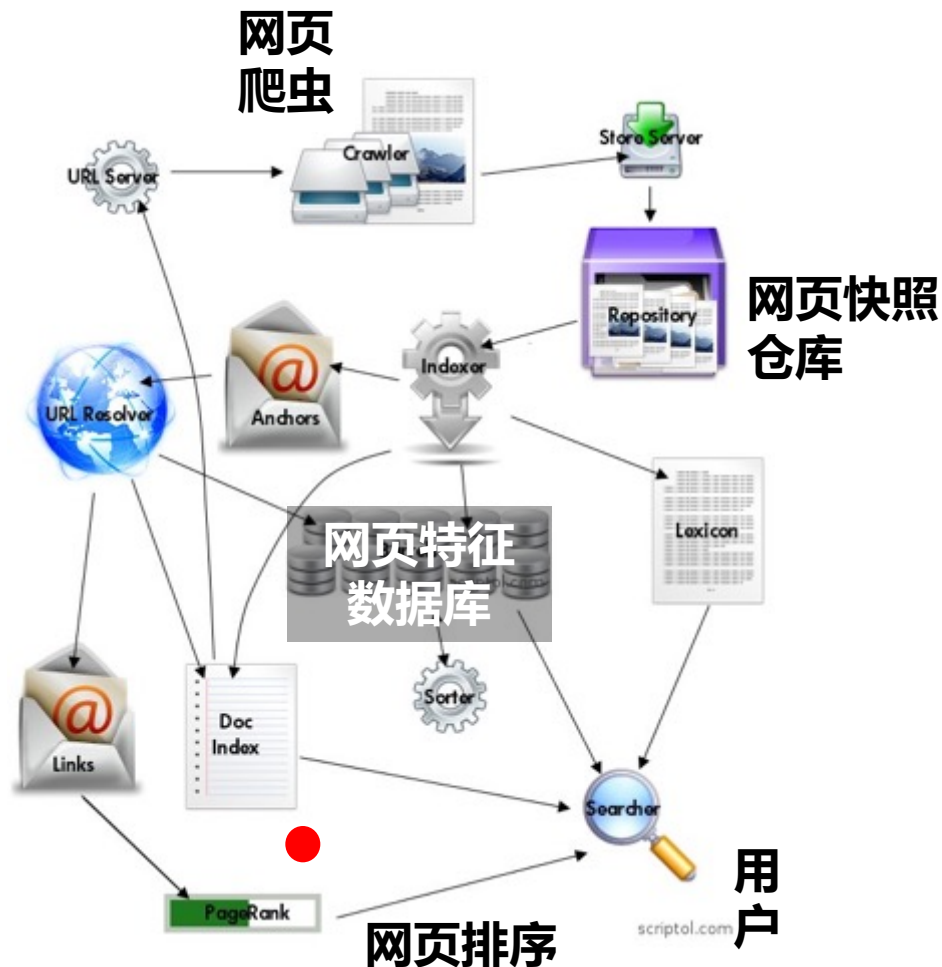 网页
爬虫
Crawler
Store Server
URL Server
Repository
网页快照
仓库
Indexer
Anchors
URL Resolver
网页特征
数据库
Lexicon
Sorter
Doc
Index
Links
Searcher
PageRank
用
户
网页排序
scriptol.com